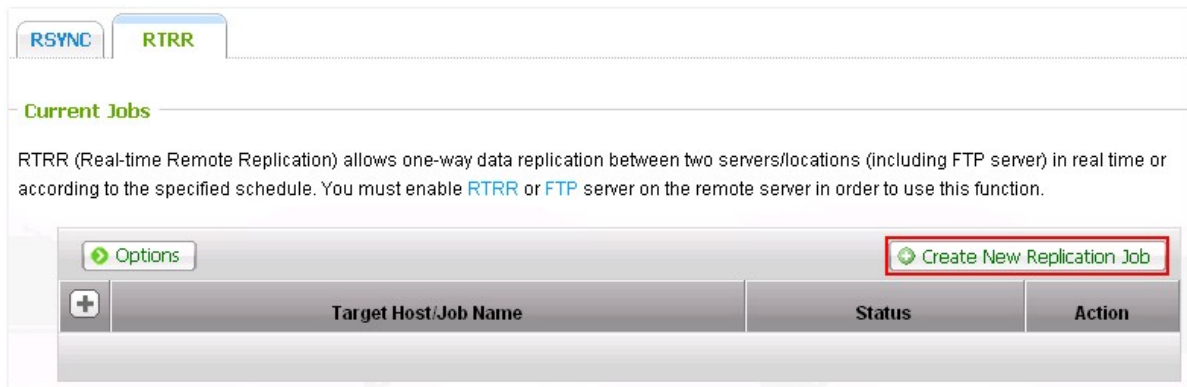 RSYNC RTRR
Current Jobs
RTRR (Real-time Remote Replication) allows one-way data replication between two servers/locations (including FTP server) in real time or
according to the specified schedule. You must enable RTRR or FTP server on the remote server in order to use this function.
Options Create New Replication Job
Target Host/Job Name Status Action